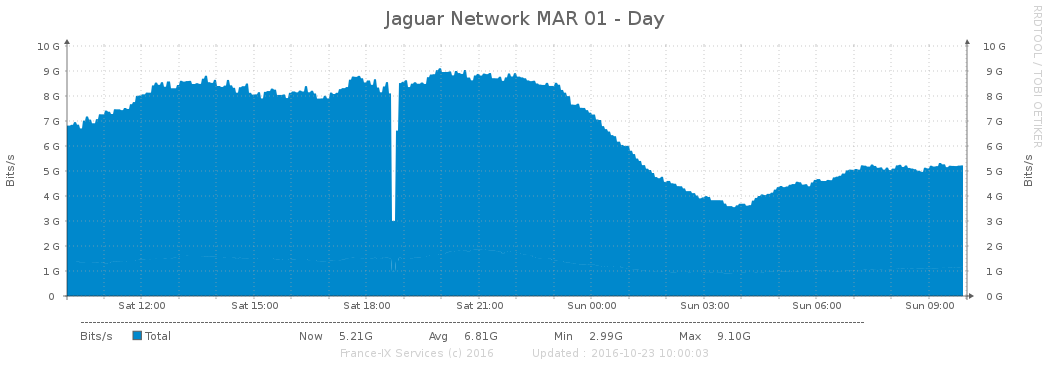 Jaguar Network MAR 01 - Day
RRDTOOL / TOBI OETIKER
Bits/s
10 G
9 G
8 G
7 G
6 G
5 G
4 G
3 G
2 G
1 G
0
10 G
9 G
8 G
7 G
6 G
5 G
4 G
3 G
2 G
1 G
0 G
Bits/s
Sat 12:00 Sat 15:00 Sat 18:00 Sat 21:00 Sun 00:00 Sun 03:00 Sun 06:00 Sun 09:00
Bits/s Total Now 5.21G Avg 6.81G Min 2.99G Max 9.10G
France-IX Services (c) 2016 Updated : 2016-10-23 10:00:03